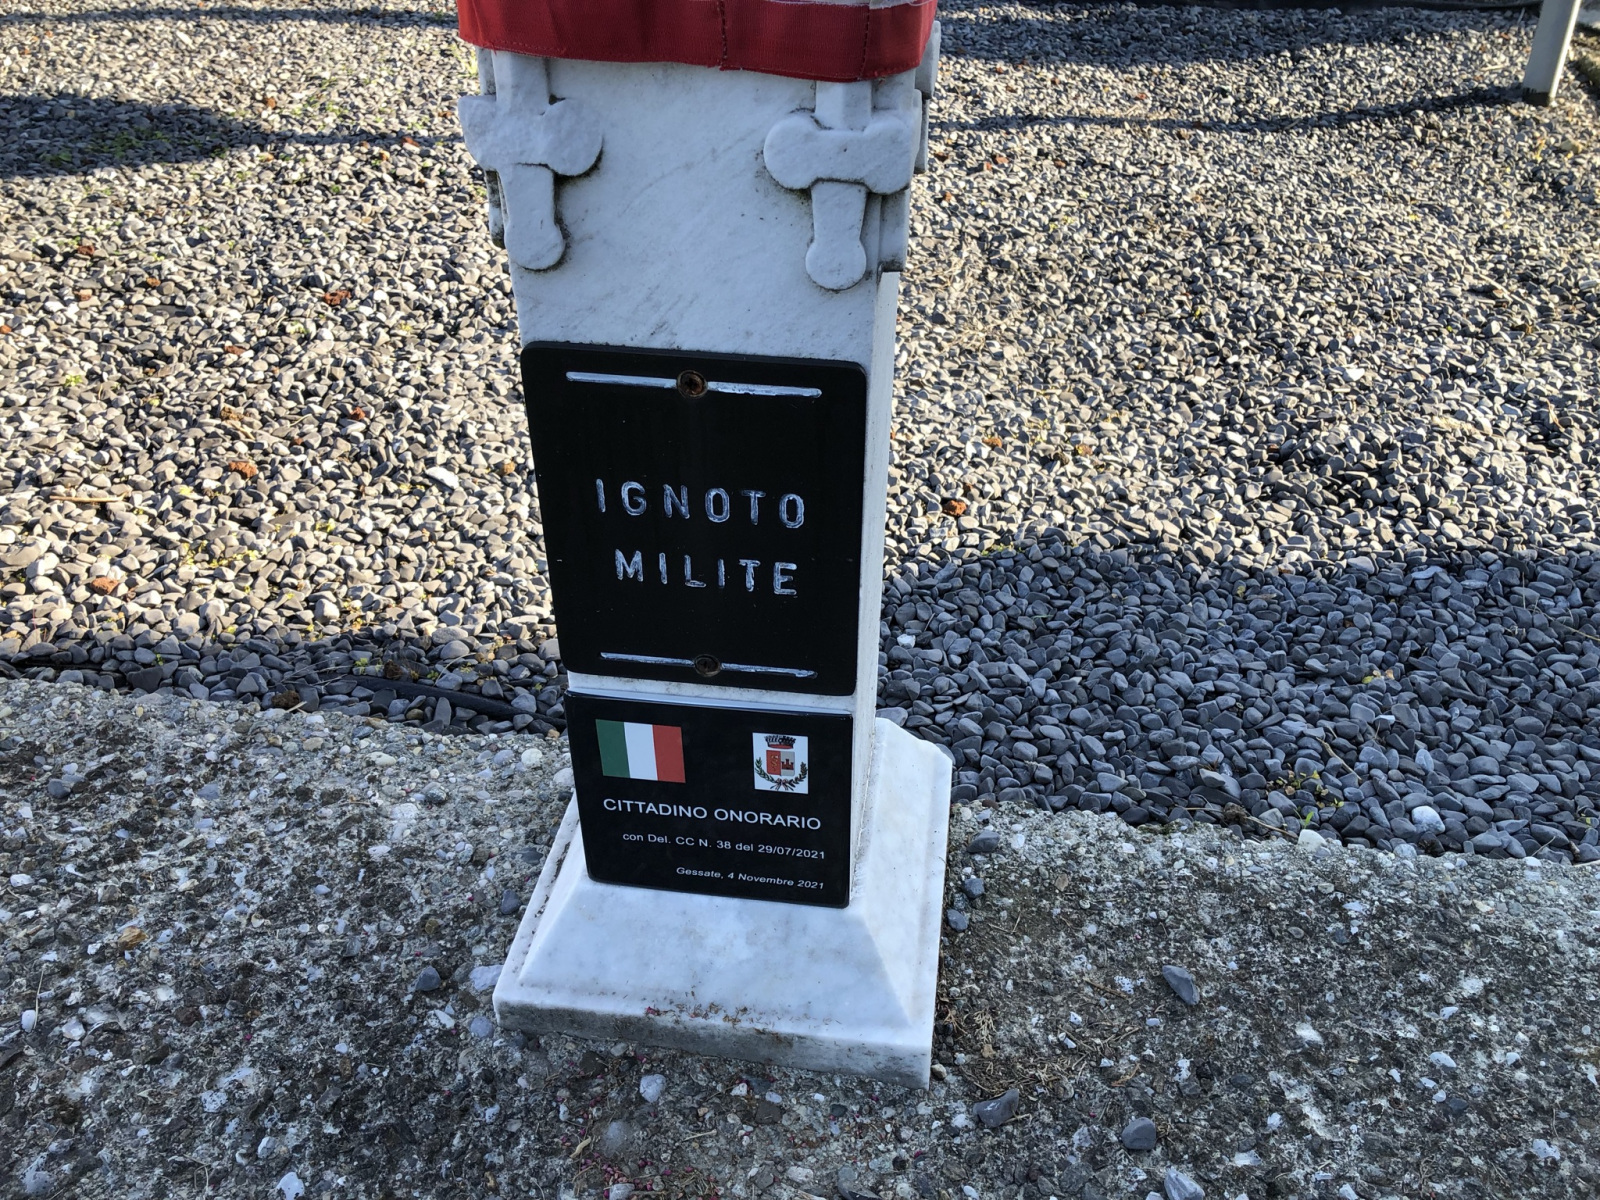 IGNOTO
MILITE
CITTADINO ONORARIO
con Del. CC N. 38 del 29/07/2021
Gessate, 4 Novembre 2021